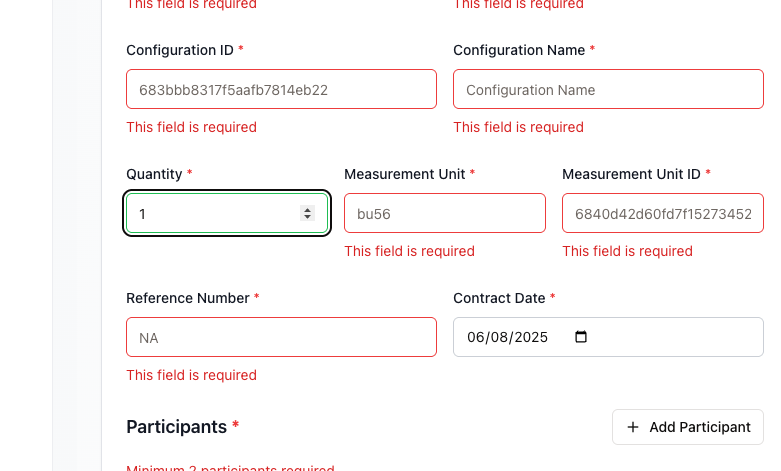 This field is required This field is required
Configuration ID * Configuration Name *
683bbb8317f5aafb7814eb22 Configuration Name
This field is required This field is required
Quantity * Measurement Unit * Measurement Unit ID *
1 bu56 6840d42d60fd7f15273452
This field is required This field is required
Reference Number * Contract Date *
NA 06/08/2025
This field is required
Participants * + Add Participant
Minimum 2 participants required